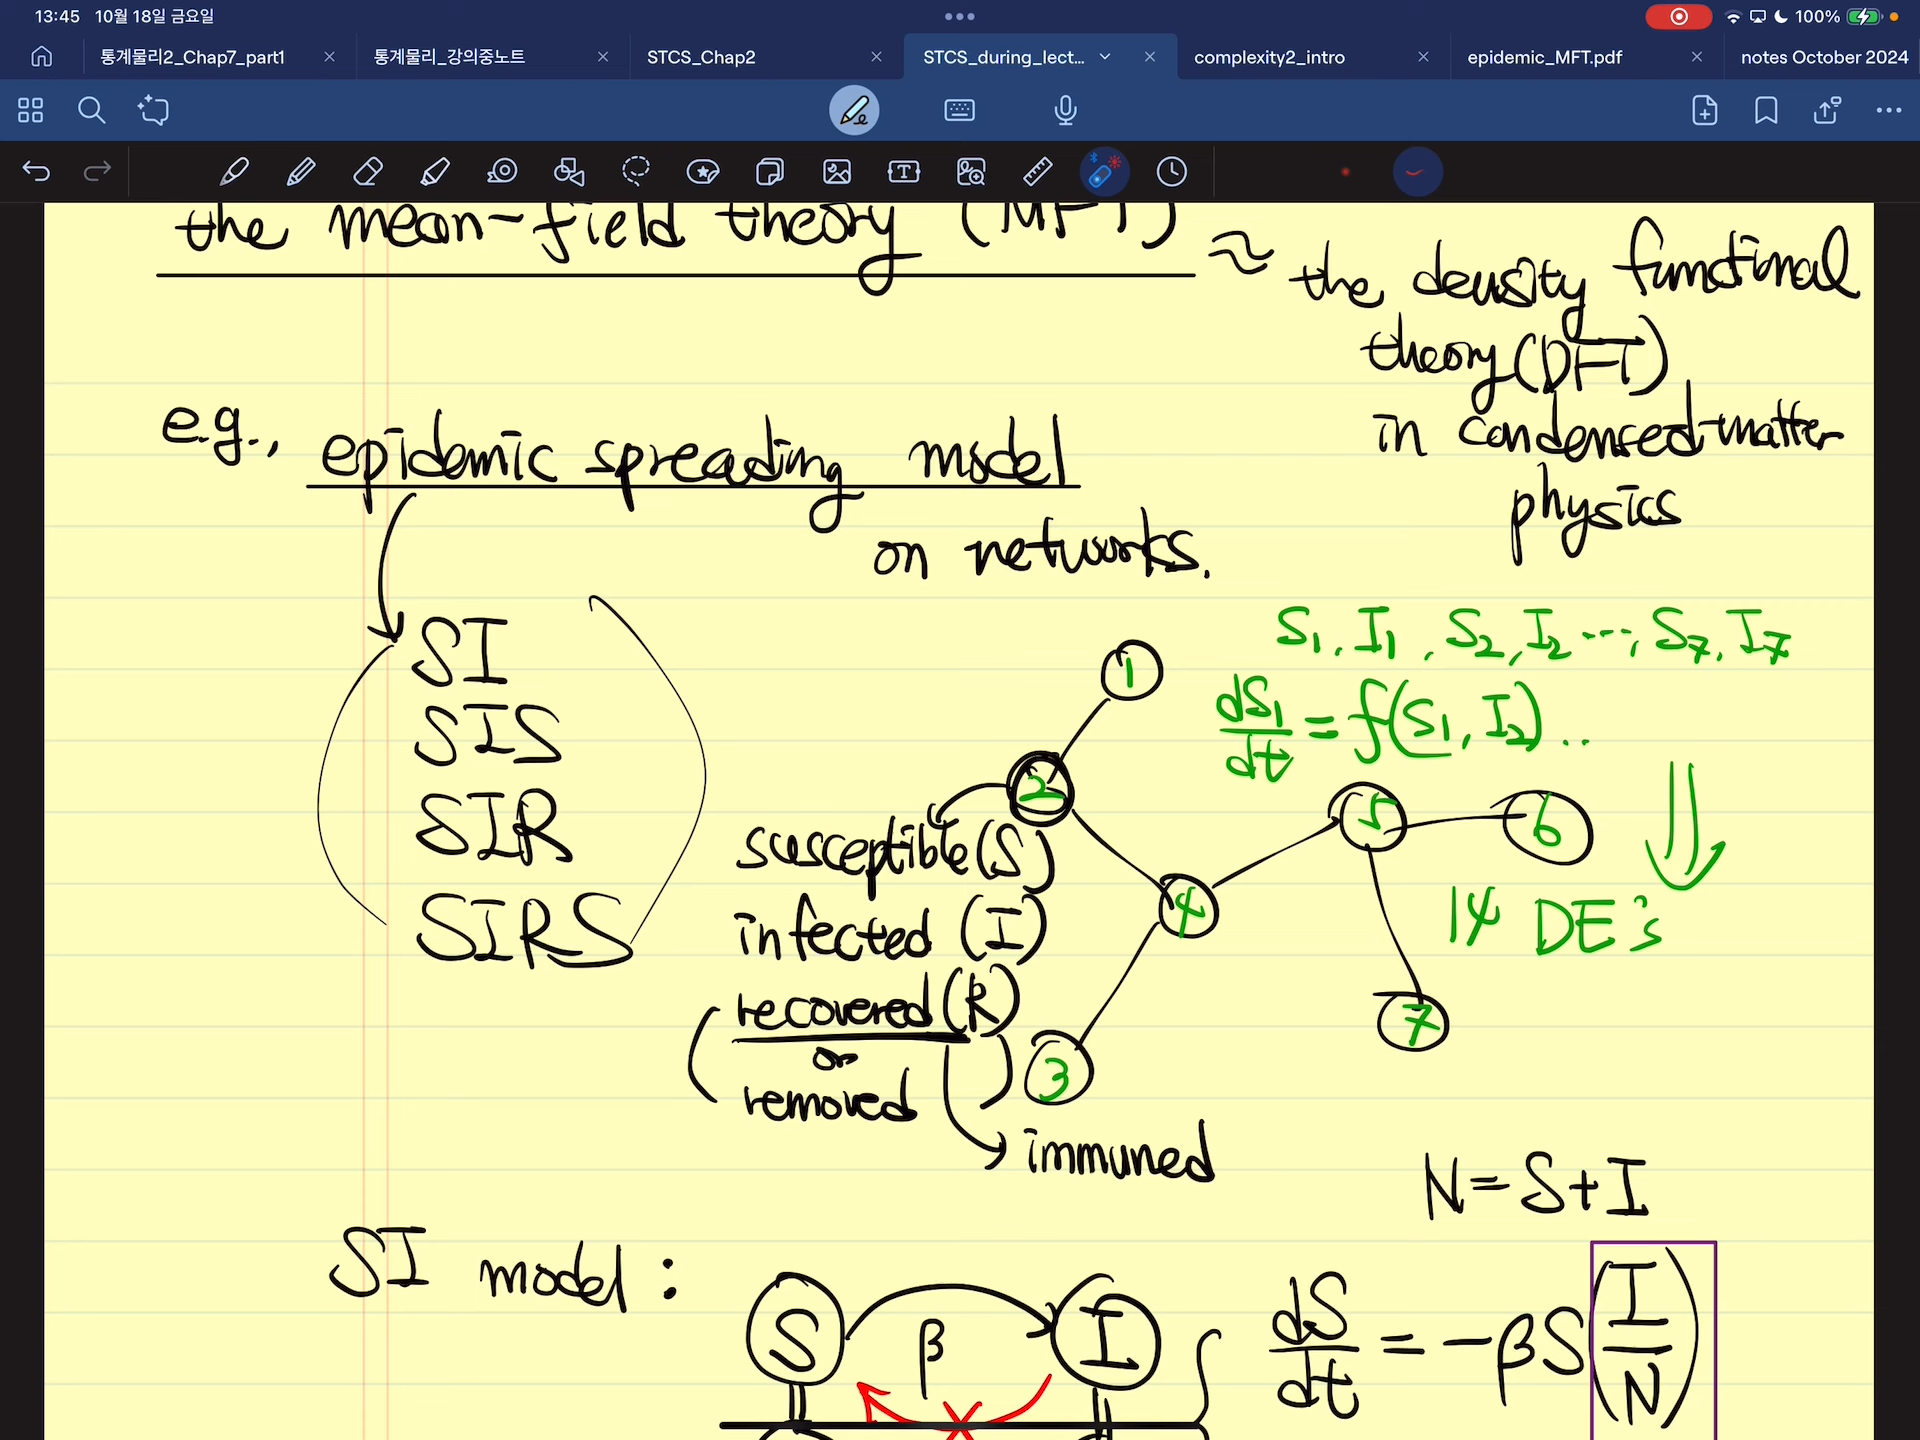 13:45 10월 18일 금요일
100%
통계물리2_Chap7_part1
통계물리_강의중노트
STCS_Chap2
STCS_during_lect...
complexity2_intro
epidemic_MFT.pdf
notes October 2024
the mean-field theory (MFT) ≈ the density functional
theory (DFT)
in condensed-matter
physics
e.g., epidemic spreading model
on networks.
SI
SIS
SIR
SIRS
S1, I1, S2, I2 ..., S7, I7
dS1/dt = f(S1, I2) ..
14 DE's
1
2
3
4
5
6
7
susceptible (S)
infected (I)
recovered (R)
or
removed
immuned
N = S + I
SI model :
S β I
dS/dt = -βS (I/N)